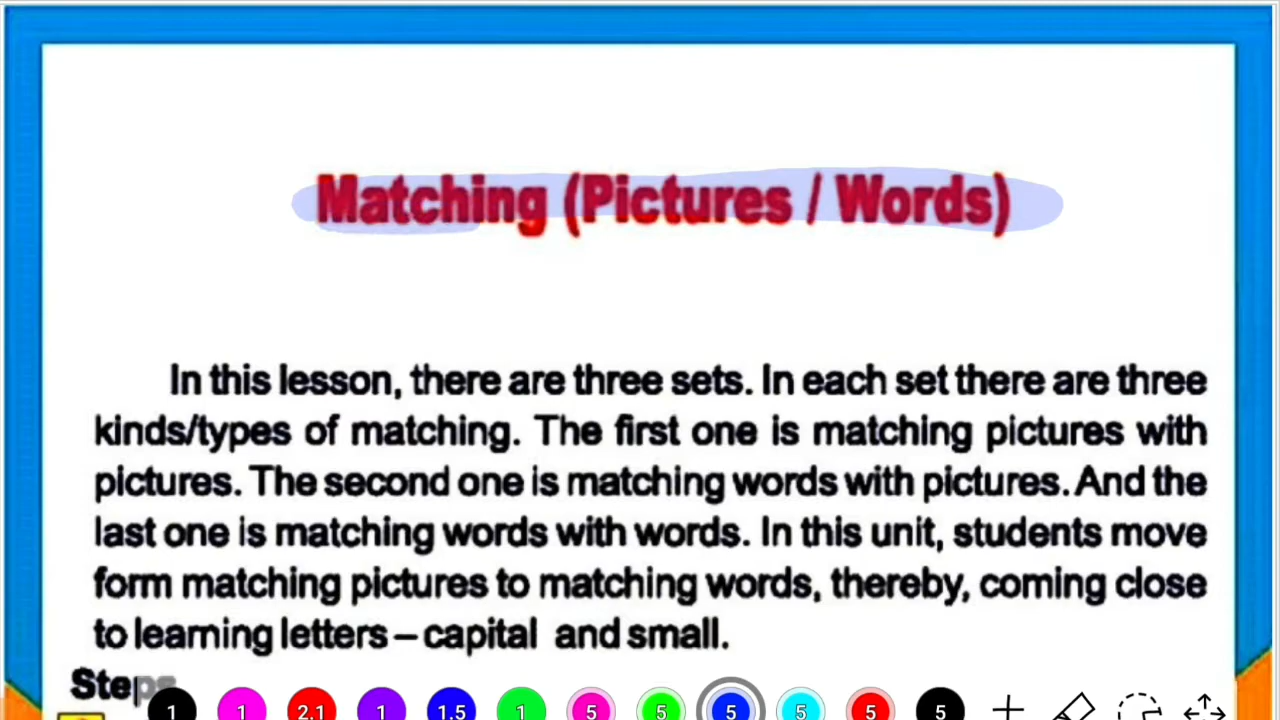 Matching (Pictures / Words)
In this lesson, there are three sets. In each set there are three
kinds/types of matching. The first one is matching pictures with
pictures. The second one is matching words with pictures. And the
last one is matching words with words. In this unit, students move
form matching pictures to matching words, thereby, coming close
to learning letters – capital and small.
Steps
1 1 2.1 1 1.5 1 5 5 5 5 5 5